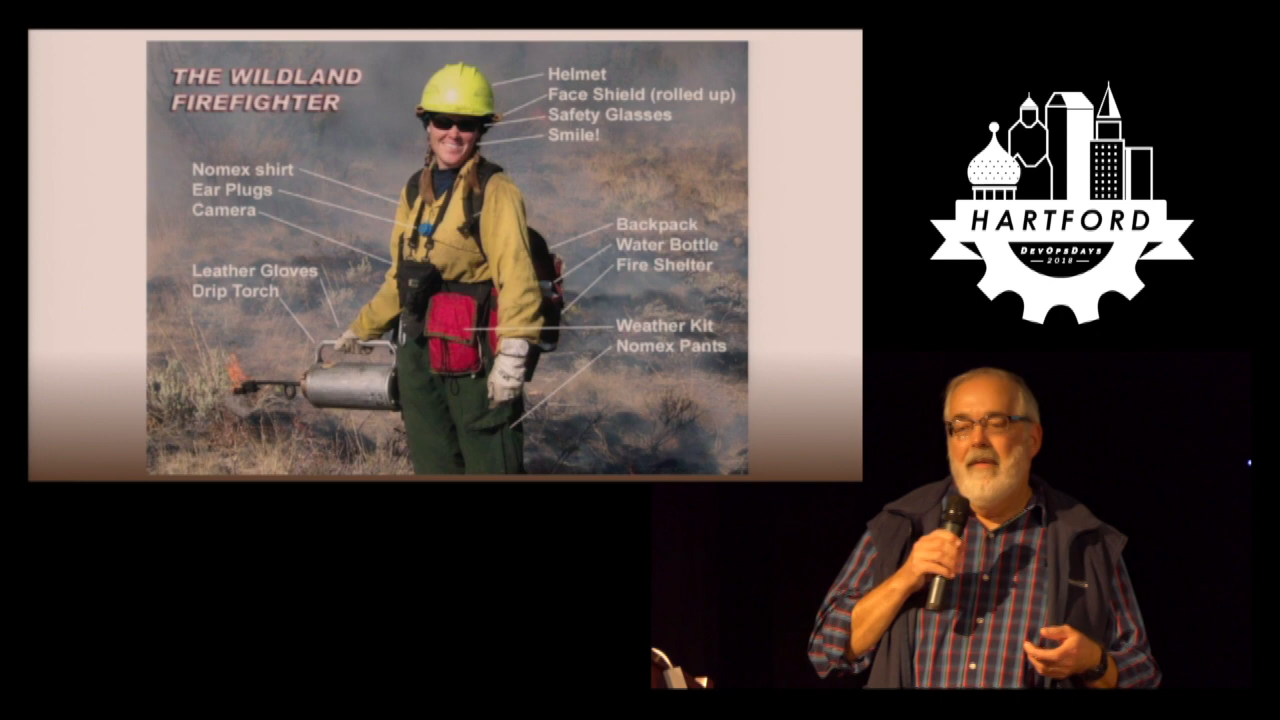 THE WILDLAND
FIREFIGHTER
Helmet
Face Shield (rolled up)
Safety Glasses
Smile!
Nomex shirt
Ear Plugs
Camera
Backpack
Water Bottle
Fire Shelter
Leather Gloves
Drip Torch
Weather Kit
Nomex Pants
HARTFORD
DEVOPSDAYS
2018